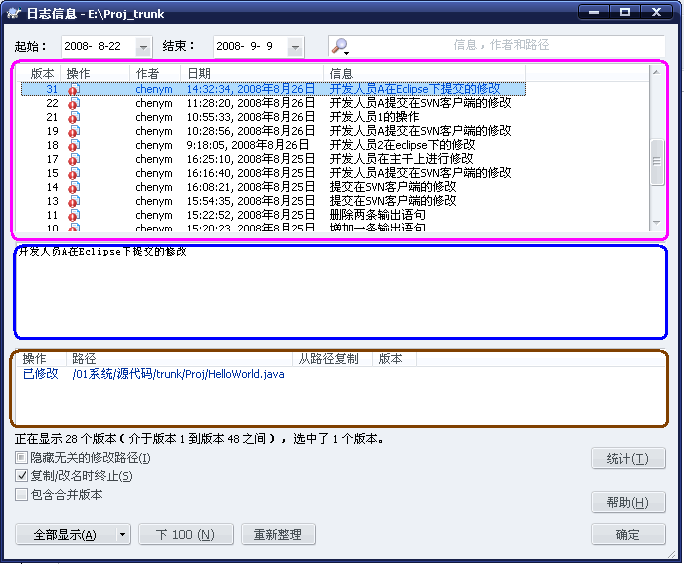 日志信息 - E:\Proj_trunk
起始： 2008- 8-22 结束： 2008- 9- 9 信息，作者和路径
版本 操作 作者 日期 信息
31 chenym 14:32:34, 2008年8月26日 开发人员A在Eclipse下提交的修改
22 chenym 11:28:20, 2008年8月26日 开发人员A提交在SVN客户端的修改
21 chenym 10:55:33, 2008年8月26日 开发人员1的操作
19 chenym 10:28:56, 2008年8月26日 开发人员A提交在SVN客户端的修改
18 chenym 9:18:05, 2008年8月26日 开发人员2在eclipse下的修改
17 chenym 16:25:10, 2008年8月25日 开发人员在主干上进行修改
15 chenym 16:16:40, 2008年8月25日 开发人员A提交在SVN客户端的修改
14 chenym 16:08:21, 2008年8月25日 提交在SVN客户端的修改
13 chenym 15:54:35, 2008年8月25日 提交在SVN客户端的修改
11 chenym 15:22:52, 2008年8月25日 删除两条输出语句
10 chenym 15:20:23, 2008年8月25日 增加一条输出语句
开发人员A在Eclipse下提交的修改
操作 路径 从路径复制 版本
已修改 /01系统/源代码/trunk/Proj/HelloWorld.java
正在显示 28 个版本（介于版本 1 到版本 48 之间），选中了 1 个版本。
隐藏无关的修改路径(I) 统计(T)
复制/改名时终止(S)
包含合并版本 帮助(H)
全部显示(A) 下 100 (N) 重新整理 确定